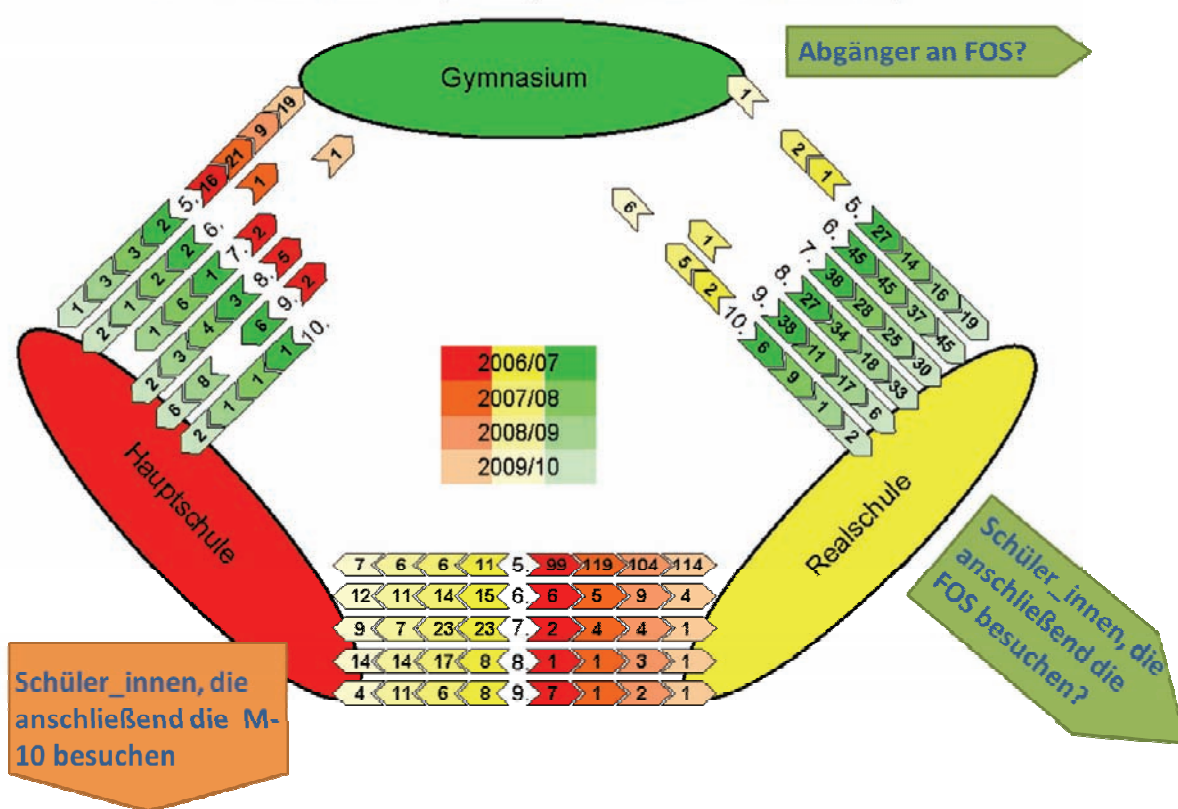 Gymnasium
Abgänger an FOS?
1 3 3 2 5. 16 21 9 19
2 1 2 2 6. 1 1
1 6 1 7. 2
2 3 4 3 8. 5
6 8 6 9. 2
2 1 1 1 10.
1 2 1 5. 27 14 16 19
6. 45 45 37 45
7. 38 28 25 30
8. 27 34 18 33
1 9. 38 11 17 6
6 5 2 10. 6 9 1 2
2006/07
2007/08
2008/09
2009/10
Hauptschule
Realschule
7 6 6 11 5. 99 119 104 114
12 11 14 15 6. 6 5 9 4
9 7 23 23 7. 2 4 4 1
14 14 17 8 8. 1 1 3 1
4 11 6 8 9. 7 1 2 1
Schüler_innen, die
anschließend die
FOS besuchen?
Schüler_innen, die
anschließend die M-
10 besuchen